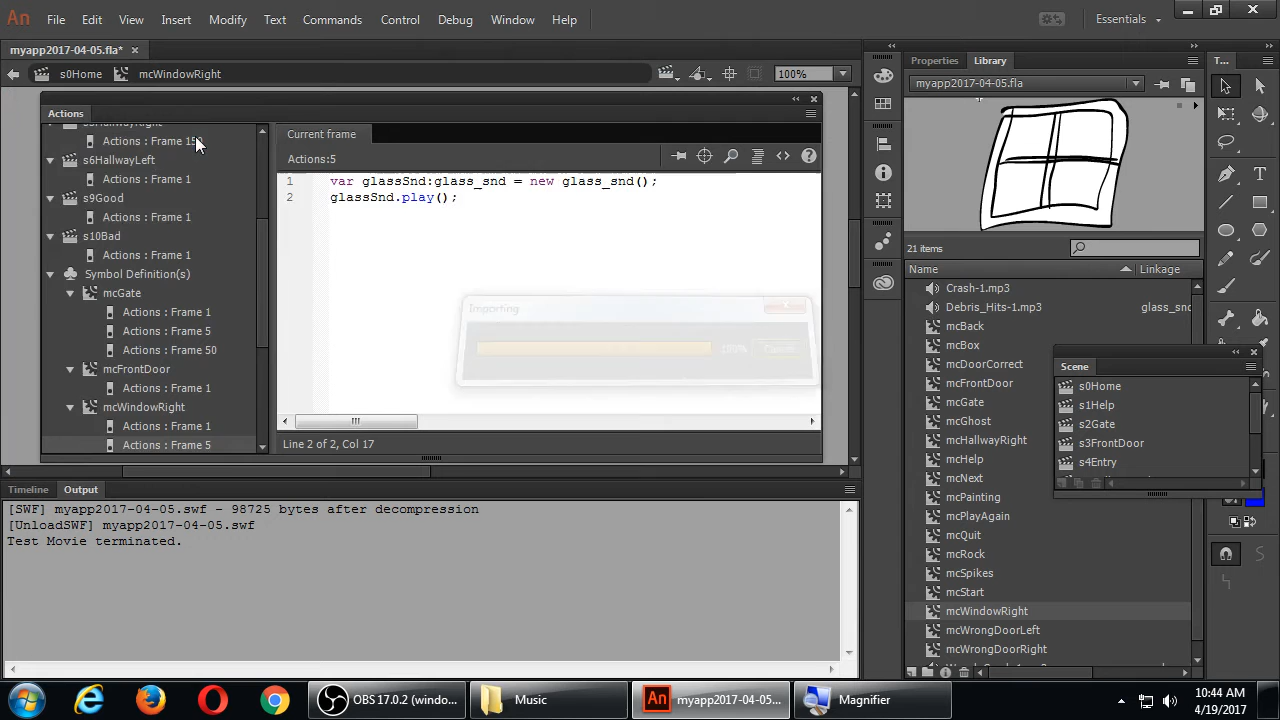 An File Edit View Insert Modify Text Commands Control Debug Window Help Essentials
myapp2017-04-05.fla* ×
s0Home mcWindowRight 100%
Properties Library T...
myapp2017-04-05.fla
Actions
Actions : Frame 150
s6HallwayLeft
Actions : Frame 1
s9Good
Actions : Frame 1
s10Bad
Actions : Frame 1
Symbol Definition(s)
mcGate
Actions : Frame 1
Actions : Frame 5
Actions : Frame 50
mcFrontDoor
Actions : Frame 1
mcWindowRight
Actions : Frame 1
Actions : Frame 5
Current frame
Actions:5
1 var glassSnd:glass_snd = new glass_snd();
2 glassSnd.play();
Importing
100%
Line 2 of 2, Col 17
21 items
Name Linkage
Crash-1.mp3
Debris_Hits-1.mp3 glass_snd
mcBack
mcBox
mcDoorCorrect
mcFrontDoor
mcGate
mcGhost
mcHallwayRight
mcHelp
mcNext
mcPainting
mcPlayAgain
mcQuit
mcRock
mcSpikes
mcStart
mcWindowRight
mcWrongDoorLeft
mcWrongDoorRight
Scene
s0Home
s1Help
s2Gate
s3FrontDoor
s4Entry
Timeline Output
[SWF] myapp2017-04-05.swf - 98725 bytes after decompression
[UnloadSWF] myapp2017-04-05.swf
Test Movie terminated.
OBS 17.0.2 (windo... Music An myapp2017-04-05... Magnifier
10:44 AM
4/19/2017